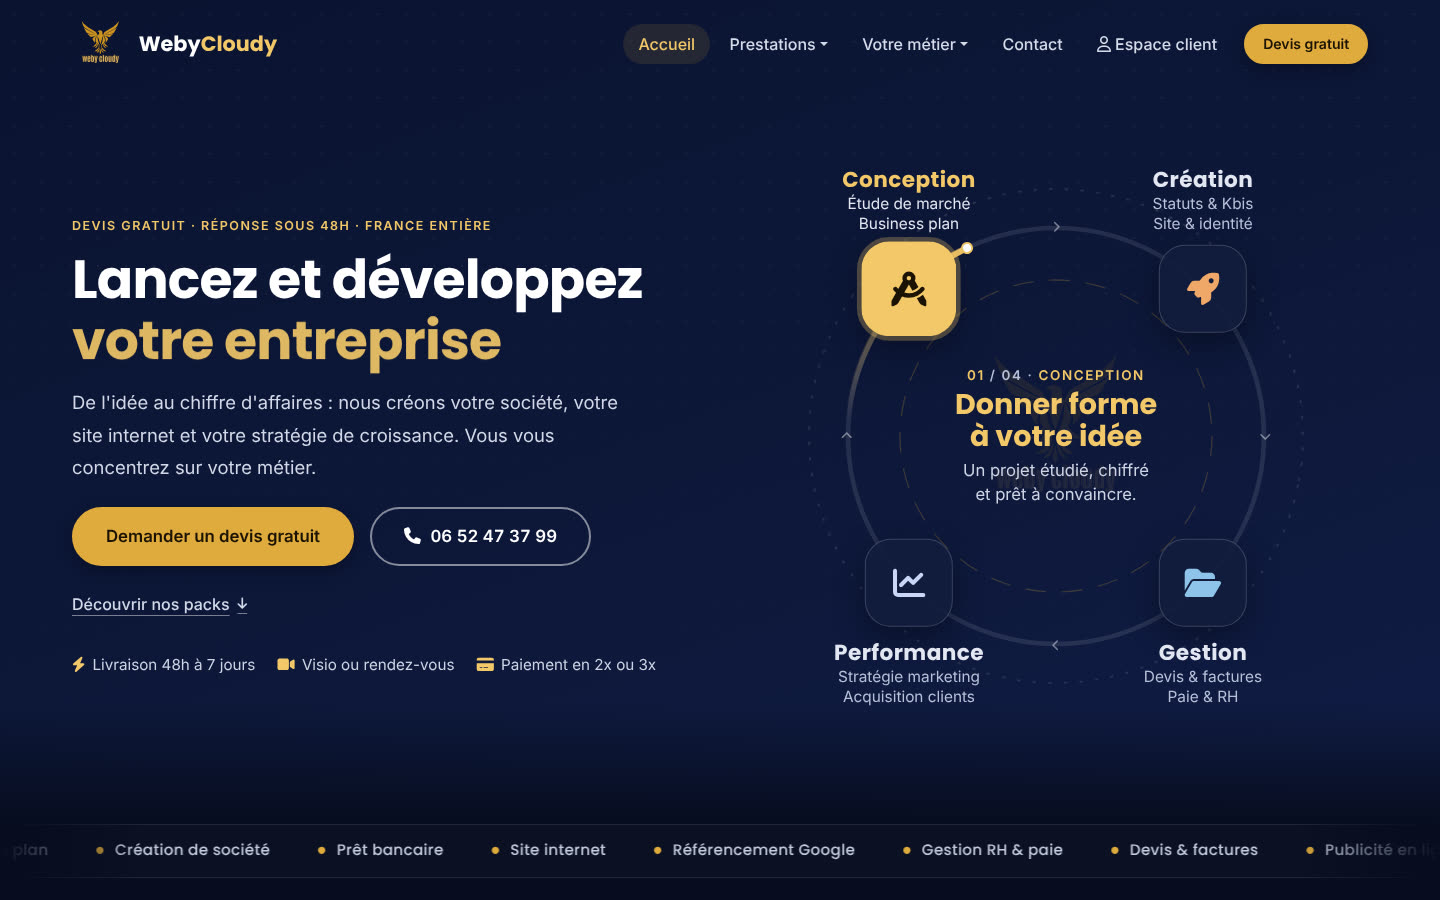 weby cloudy
WebyCloudy
Accueil
Prestations
Votre métier
Contact
Espace client
Devis gratuit
DEVIS GRATUIT · RÉPONSE SOUS 48H · FRANCE ENTIÈRE
Lancez et développez
votre entreprise
De l'idée au chiffre d'affaires : nous créons votre société, votre
site internet et votre stratégie de croissance. Vous vous
concentrez sur votre métier.
Demander un devis gratuit
06 52 47 37 99
Découvrir nos packs
Livraison 48h à 7 jours
Visio ou rendez-vous
Paiement en 2x ou 3x
Conception
Étude de marché
Business plan
Création
Statuts & Kbis
Site & identité
01 / 04 · CONCEPTION
Donner forme
à votre idée
Un projet étudié, chiffré
et prêt à convaincre.
weby cloudy
Performance
Stratégie marketing
Acquisition clients
Gestion
Devis & factures
Paie & RH
plan
Création de société
Prêt bancaire
Site internet
Référencement Google
Gestion RH & paie
Devis & factures
Publicité en